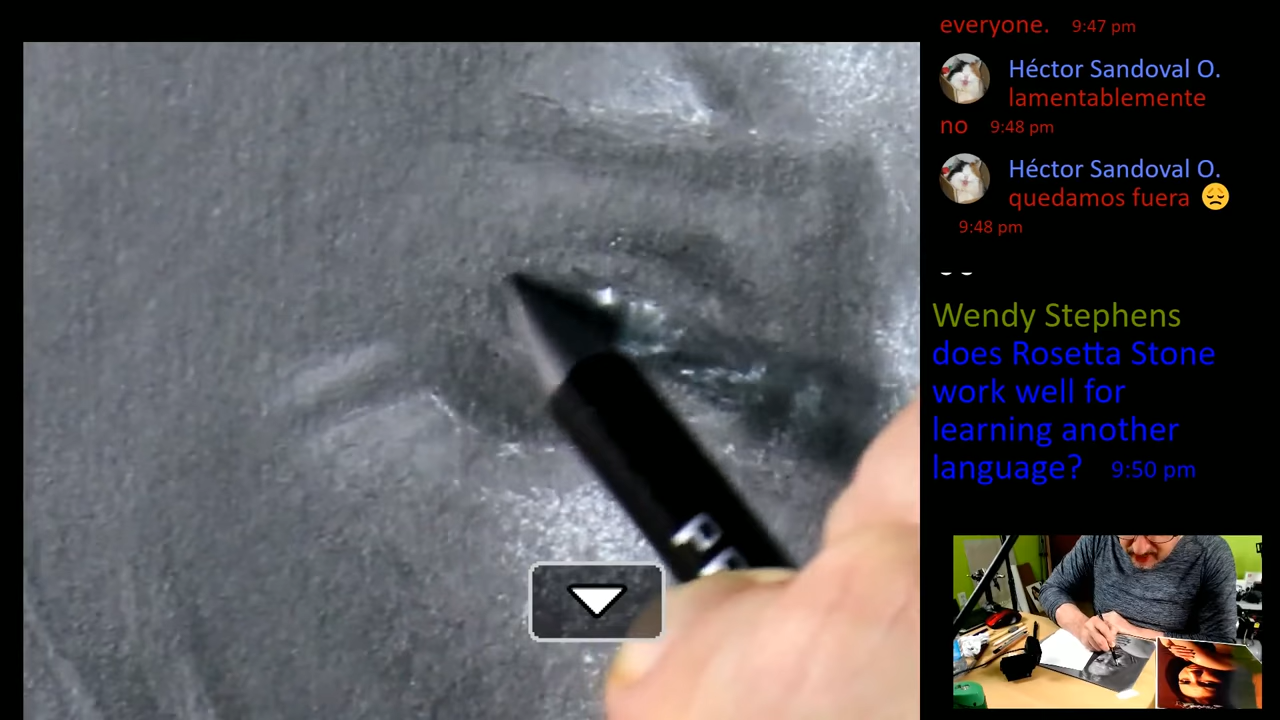 everyone. 9:47 pm
Héctor Sandoval O.
lamentablemente
no 9:48 pm
Héctor Sandoval O.
quedamos fuera 😞
9:48 pm
Wendy Stephens
does Rosetta Stone
work well for
learning another
language? 9:50 pm